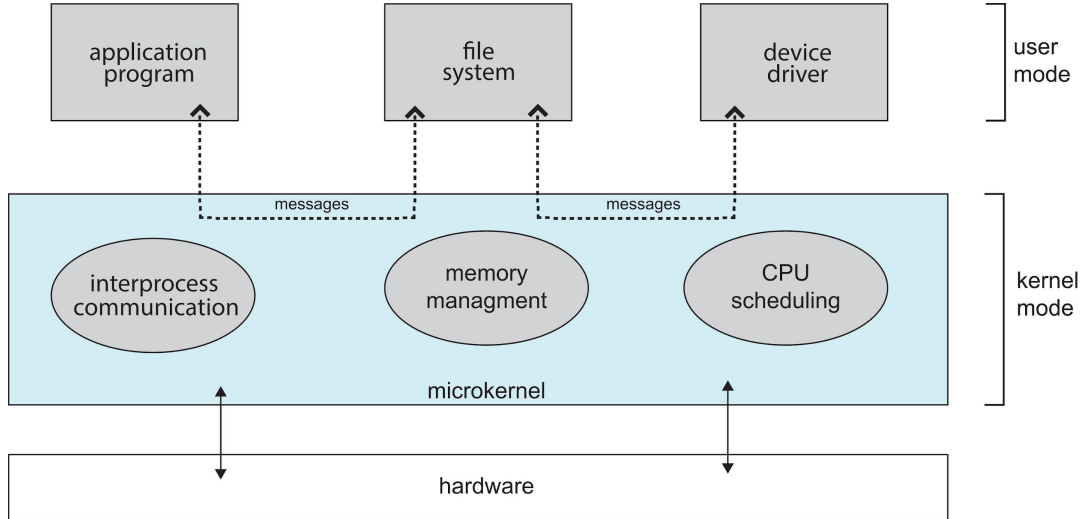 application
program
file
system
device
driver
user
mode
messages
messages
interprocess
communication
memory
managment
CPU
scheduling
kernel
mode
microkernel
hardware